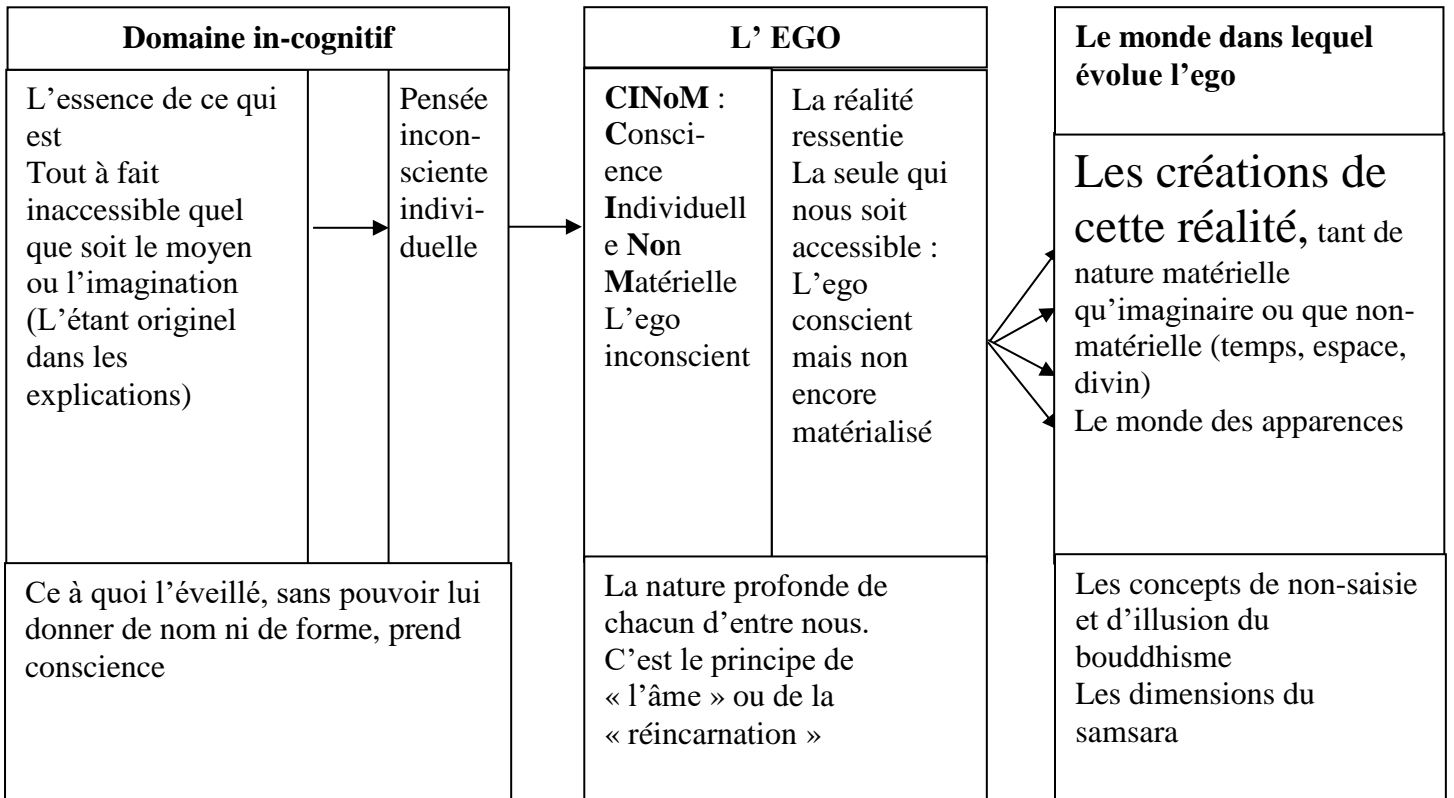 Domaine in-cognitif
L’essence de ce qui
est
Tout à fait
inaccessible quel
que soit le moyen
ou l’imagination
(L’étant originel
dans les
explications)
Pensée
incon-
sciente
indivi-
duelle
Ce à quoi l’éveillé, sans pouvoir lui
donner de nom ni de forme, prend
conscience
L’ EGO
CINoM :
Consci-
ence
Individuell
e Non
Matérielle
L’ego
inconscient
La réalité
ressentie
La seule qui
nous soit
accessible :
L’ego
conscient
mais non
encore
matérialisé
La nature profonde de
chacun d’entre nous.
C’est le principe de
« l’âme » ou de la
« réincarnation »
Le monde dans lequel
évolue l’ego
Les créations de
cette réalité, tant de
nature matérielle
qu’imaginaire ou que non-
matérielle (temps, espace,
divin)
Le monde des apparences
Les concepts de non-saisie
et d’illusion du
bouddhisme
Les dimensions du
samsara